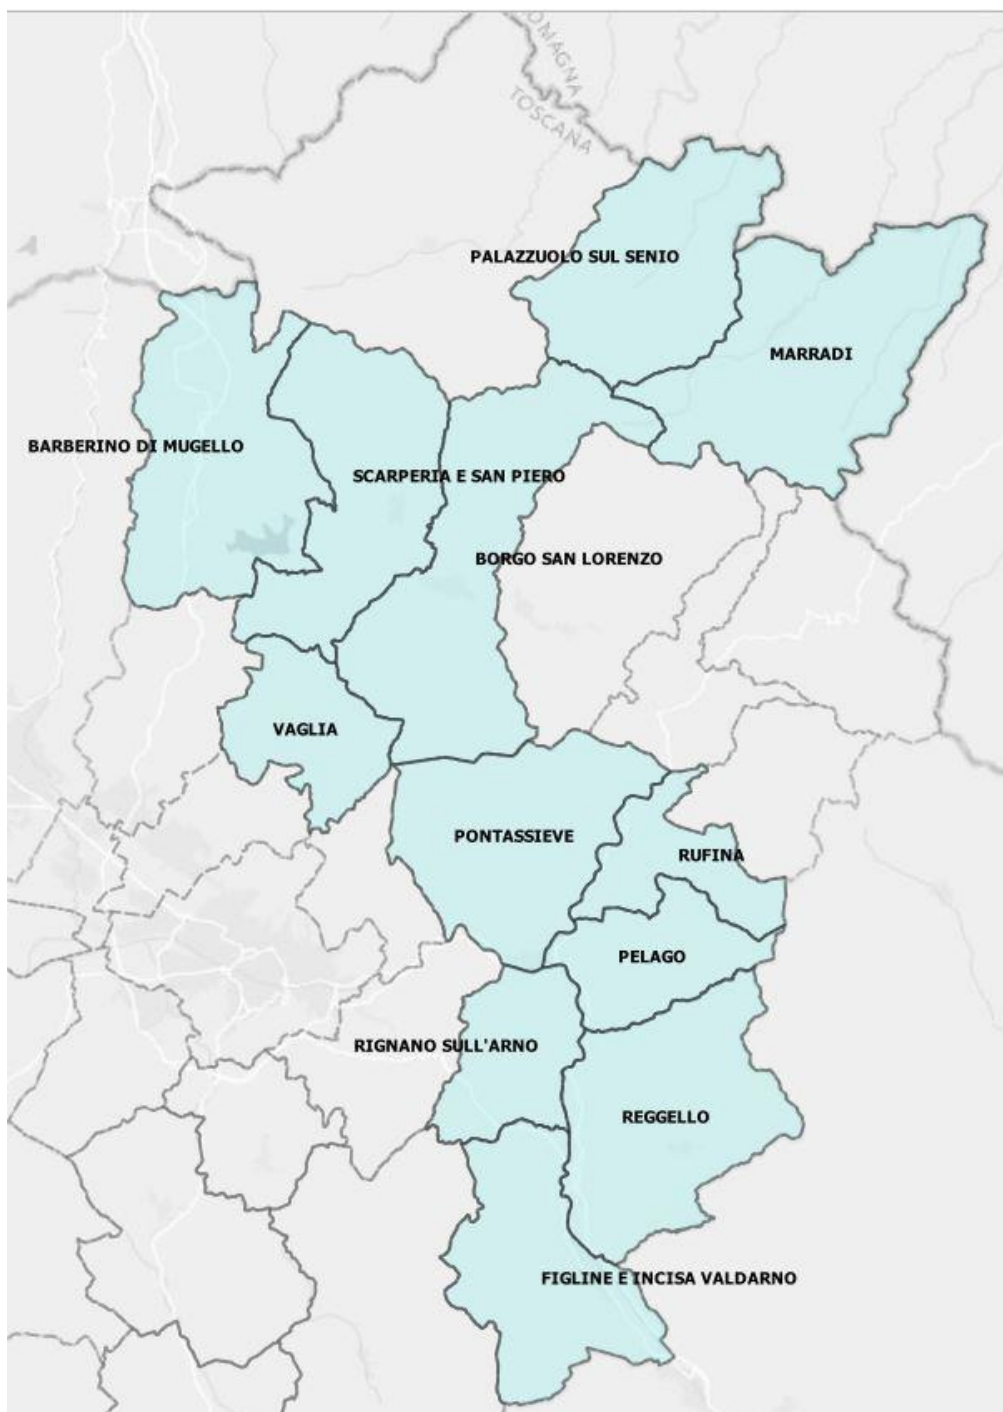 OMAGNA
TOSCANA
PALAZZUOLO SUL SENIO
MARRADI
BARBERINO DI MUGELLO
SCARPERIA E SAN PIERO
BORGO SAN LORENZO
VAGLIA
PONTASSIEVE
RUFINA
PELAGO
RIGNANO SULL'ARNO
REGGELLO
FIGLINE E INCISA VALDARNO